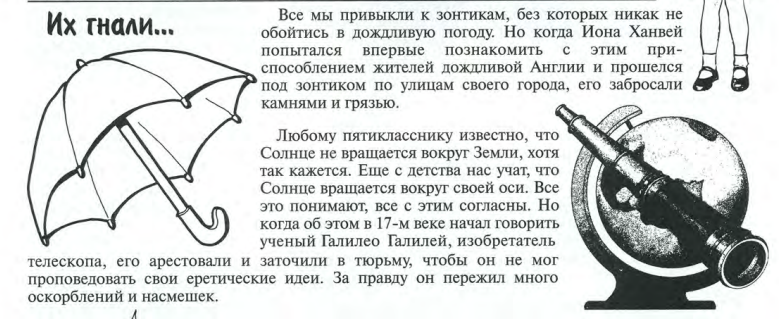 Их гнали...
Все мы привыкли к зонтикам, без которых никак не
обойтись в дождливую погоду. Но когда Иона Ханвей
попытался впервые познакомить с этим при-
способлением жителей дождливой Англии и прошелся
под зонтиком по улицам своего города, его забросали
камнями и грязью.
Любому пятикласснику известно, что
Солнце не вращается вокруг Земли, хотя
так кажется. Еще с детства нас учат, что
Солнце вращается вокруг своей оси. Все
это понимают, все с этим согласны. Но
когда об этом в 17-м веке начал говорить
ученый Галилео Галилей, изобретатель
телескопа, его арестовали и заточили в тюрьму, чтобы он не мог
проповедовать свои еретические идеи. За правду он пережил много
оскорблений и насмешек.